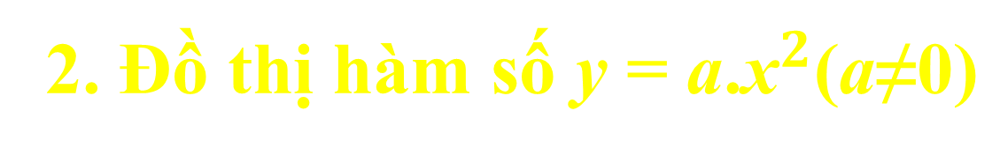 2. Đồ thị hàm số y = a.x²(a≠0)